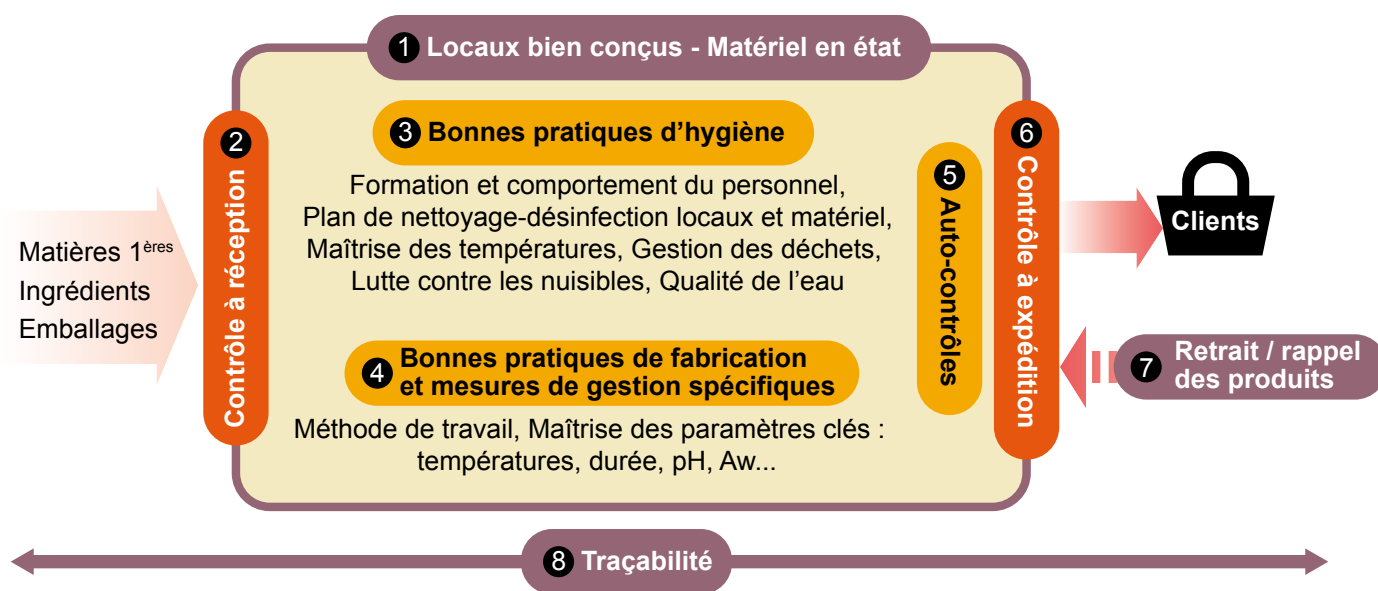 1 Locaux bien conçus - Matériel en état
2 Contrôle à réception
Matières 1ères
Ingrédients
Emballages
3 Bonnes pratiques d’hygiène
Formation et comportement du personnel,
Plan de nettoyage-désinfection locaux et matériel,
Maîtrise des températures, Gestion des déchets,
Lutte contre les nuisibles, Qualité de l’eau
4 Bonnes pratiques de fabrication
et mesures de gestion spécifiques
Méthode de travail, Maîtrise des paramètres clés :
températures, durée, pH, Aw...
5 Auto-contrôles
6 Contrôle à expédition
Clients
7 Retrait / rappel
des produits
8 Traçabilité